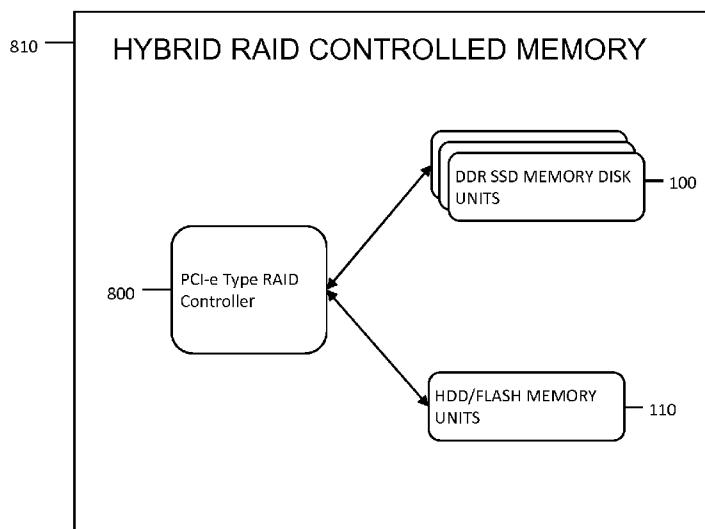 810
HYBRID RAID CONTROLLED MEMORY
DDR SSD MEMORY DISK
UNITS
100
PCI-e Type RAID
Controller
800
HDD/FLASH MEMORY
UNITS
110